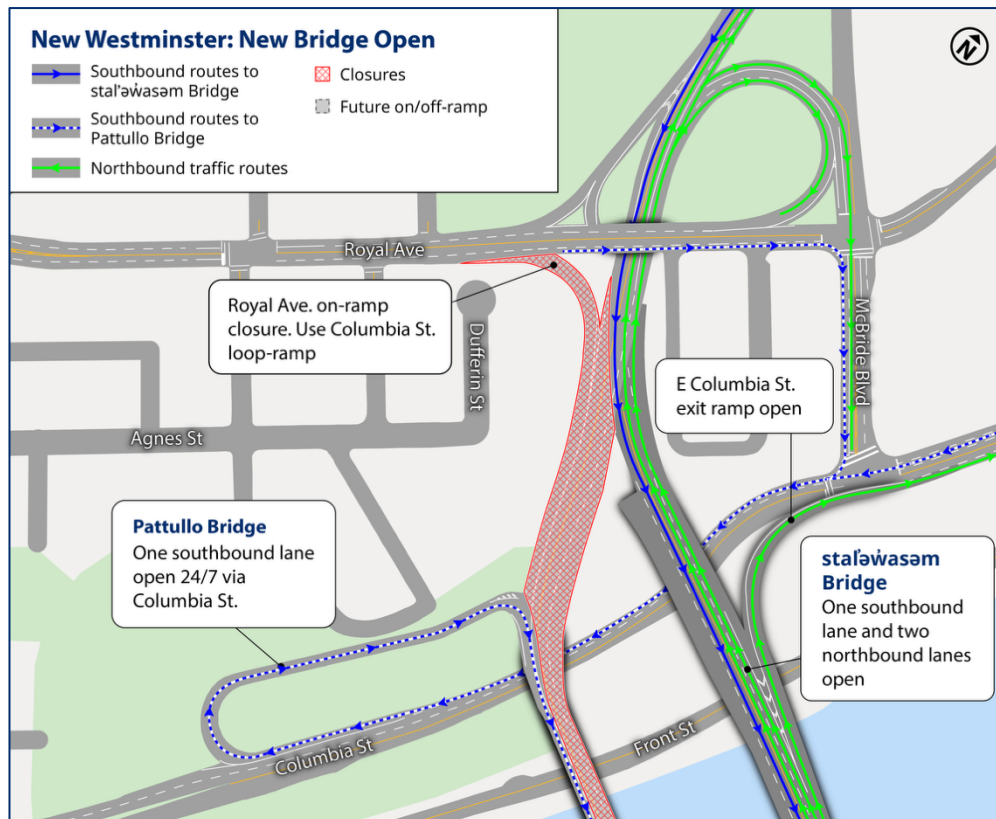 New Westminster: New Bridge Open
Southbound routes to
stal̓əw̓asəm Bridge
Southbound routes to
Pattullo Bridge
Northbound traffic routes
Closures
Future on/off-ramp
N
Royal Ave
Royal Ave. on-ramp
closure. Use Columbia St.
loop-ramp
Dufferin St
McBride Blvd
E Columbia St.
exit ramp open
Agnes St
Pattullo Bridge
One southbound lane
open 24/7 via
Columbia St.
stal̓əw̓asəm
Bridge
One southbound
lane and two
northbound lanes
open
Columbia St
Front St